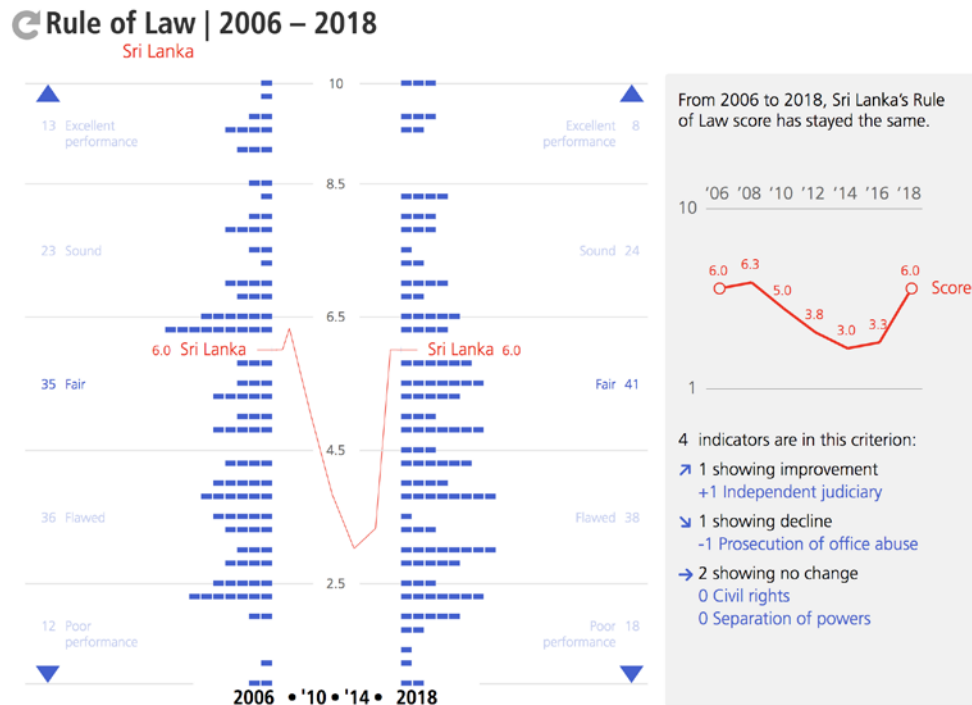 Rule of Law | 2006 – 2018
Sri Lanka
13 Excellent performance
23 Sound
6.0 Sri Lanka
35 Fair
36 Flawed
12 Poor performance
10
8.5
6.5
4.5
2.5
2006 • '10 • '14 • 2018
Excellent performance 8
Sound 24
Sri Lanka 6.0
Fair 41
Flawed 38
Poor performance 18
From 2006 to 2018, Sri Lanka's Rule
of Law score has stayed the same.
'06 '08 '10 '12 '14 '16 '18
10
6.0 6.3 5.0 3.8 3.0 3.3 6.0 Score
1
4 indicators are in this criterion:
1 showing improvement
+1 Independent judiciary
1 showing decline
-1 Prosecution of office abuse
2 showing no change
0 Civil rights
0 Separation of powers